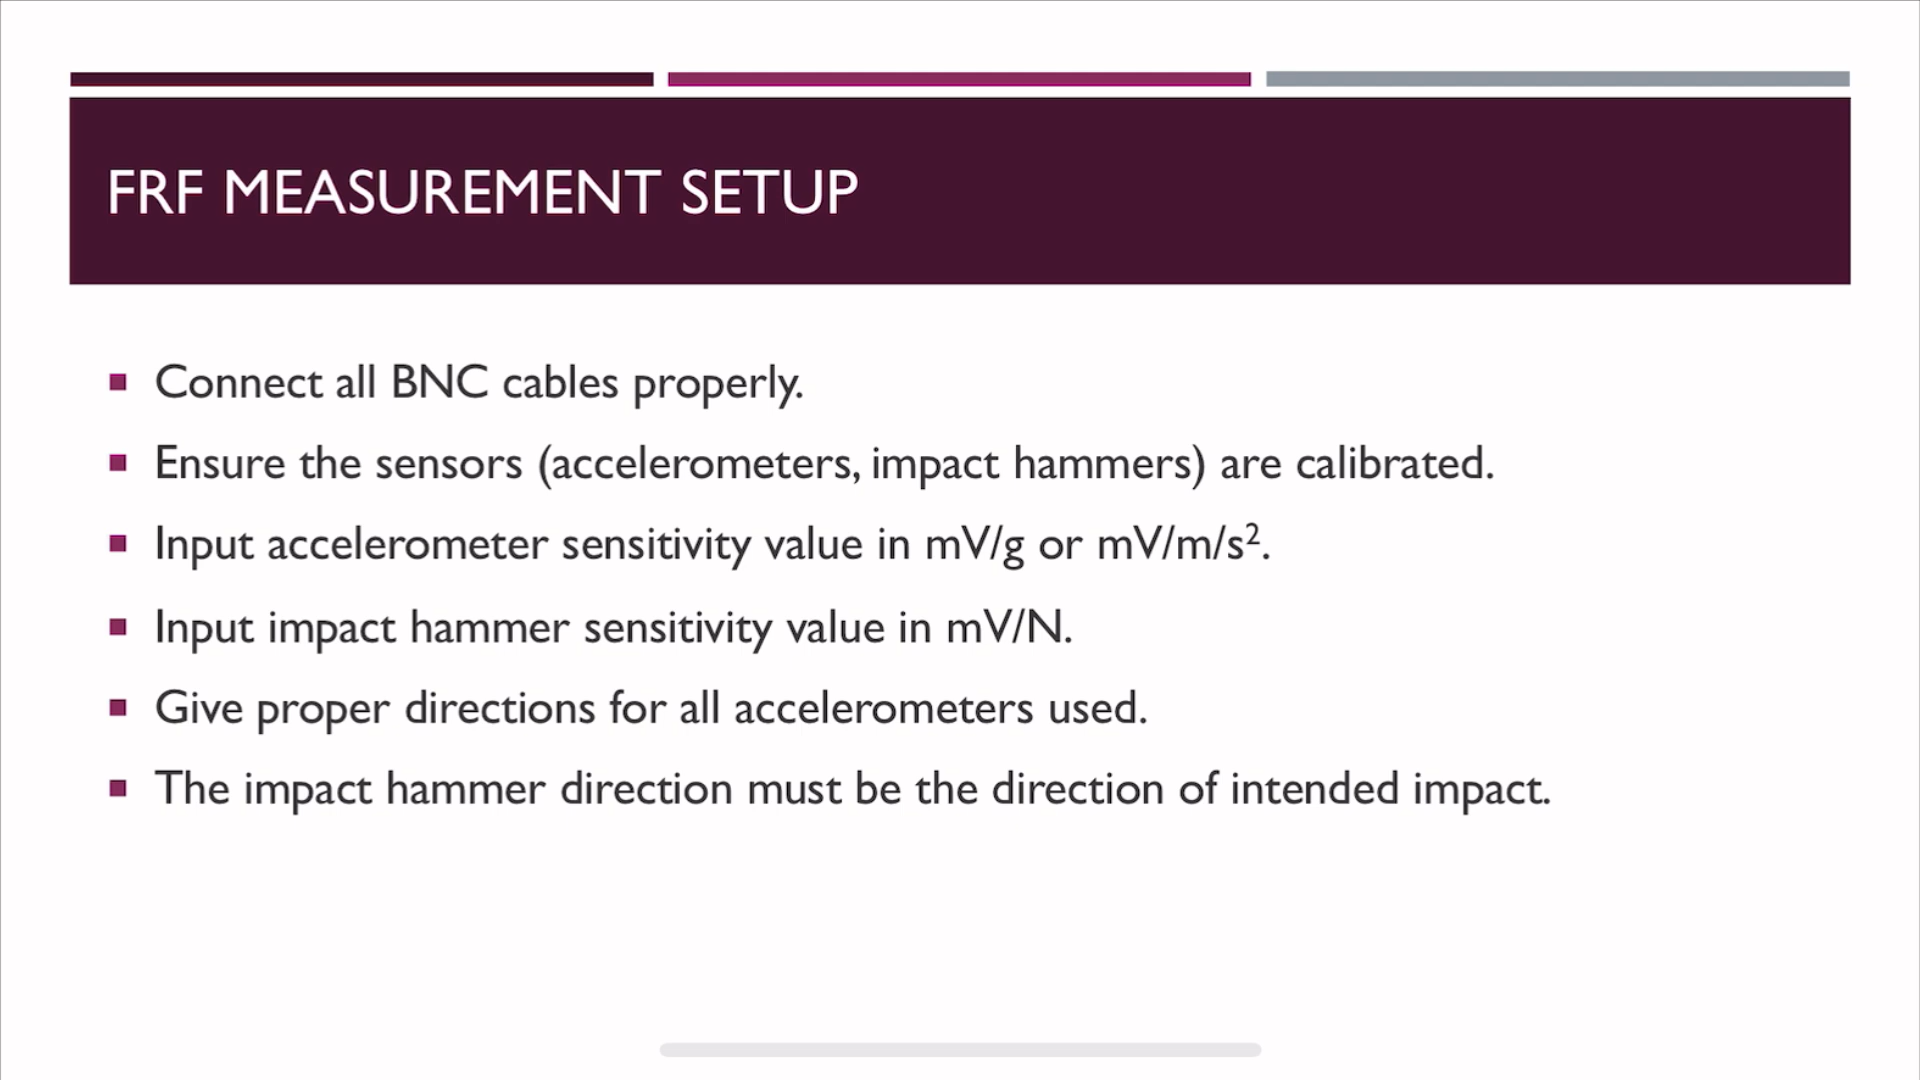 FRF MEASUREMENT SETUP
Connect all BNC cables properly.
Ensure the sensors (accelerometers, impact hammers) are calibrated.
Input accelerometer sensitivity value in mV/g or mV/m/s².
Input impact hammer sensitivity value in mV/N.
Give proper directions for all accelerometers used.
The impact hammer direction must be the direction of intended impact.